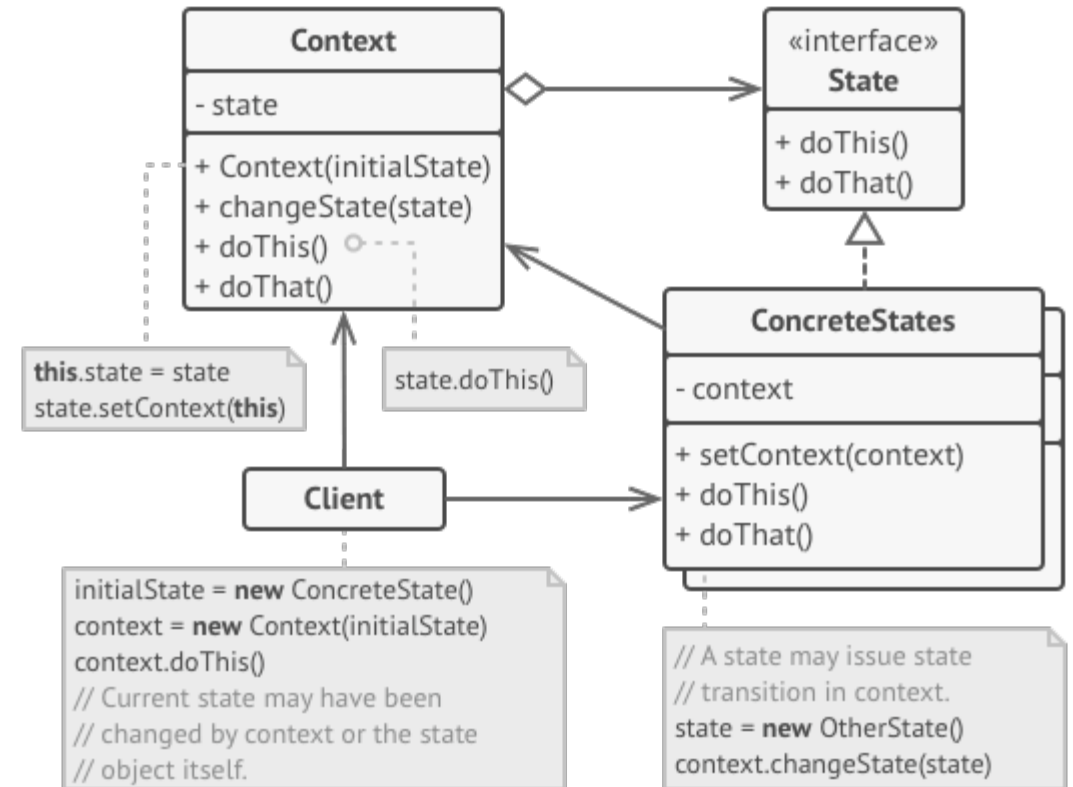 Context
- state
+ Context(initialState)
+ changeState(state)
+ doThis()
+ doThat()
«interface»
State
+ doThis()
+ doThat()
this.state = state
state.setContext(this)
state.doThis()
ConcreteStates
- context
+ setContext(context)
+ doThis()
+ doThat()
Client
initialState = new ConcreteState()
context = new Context(initialState)
context.doThis()
// Current state may have been
// changed by context or the state
// object itself.
// A state may issue state
// transition in context.
state = new OtherState()
context.changeState(state)